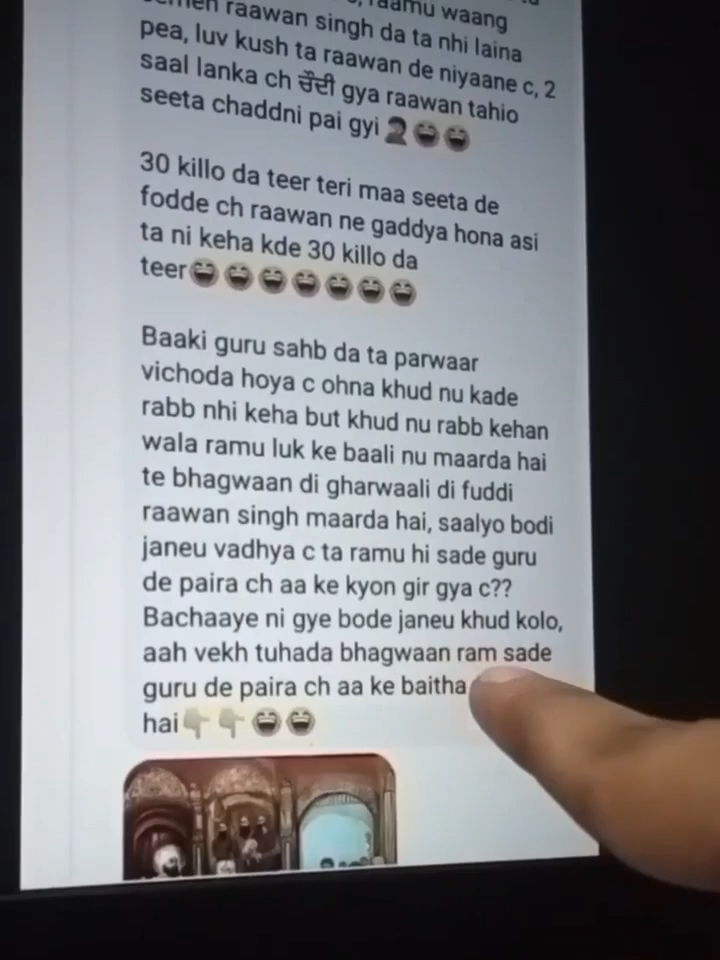 raamu waang
raawan singh da ta nhi laina
pea, luv kush ta raawan de niyaane c, 2
saal lanka ch ਚੌਦੀ gya raawan tahio
seeta chaddni pai gyi 🤦😄😄
30 killo da teer teri maa seeta de
fodde ch raawan ne gaddya hona asi
ta ni keha kde 30 killo da
teer😄😄😄😄😄😄😄
Baaki guru sahb da ta parwaar
vichoda hoya c ohna khud nu kade
rabb nhi keha but khud nu rabb kehan
wala ramu luk ke baali nu maarda hai
te bhagwaan di gharwaali di fuddi
raawan singh maarda hai, saalyo bodi
janeu vadhya c ta ramu hi sade guru
de paira ch aa ke kyon gir gya c??
Bachaaye ni gye bode janeu khud kolo,
aah vekh tuhada bhagwaan ram sade
guru de paira ch aa ke baitha
hai👇👇😄😄